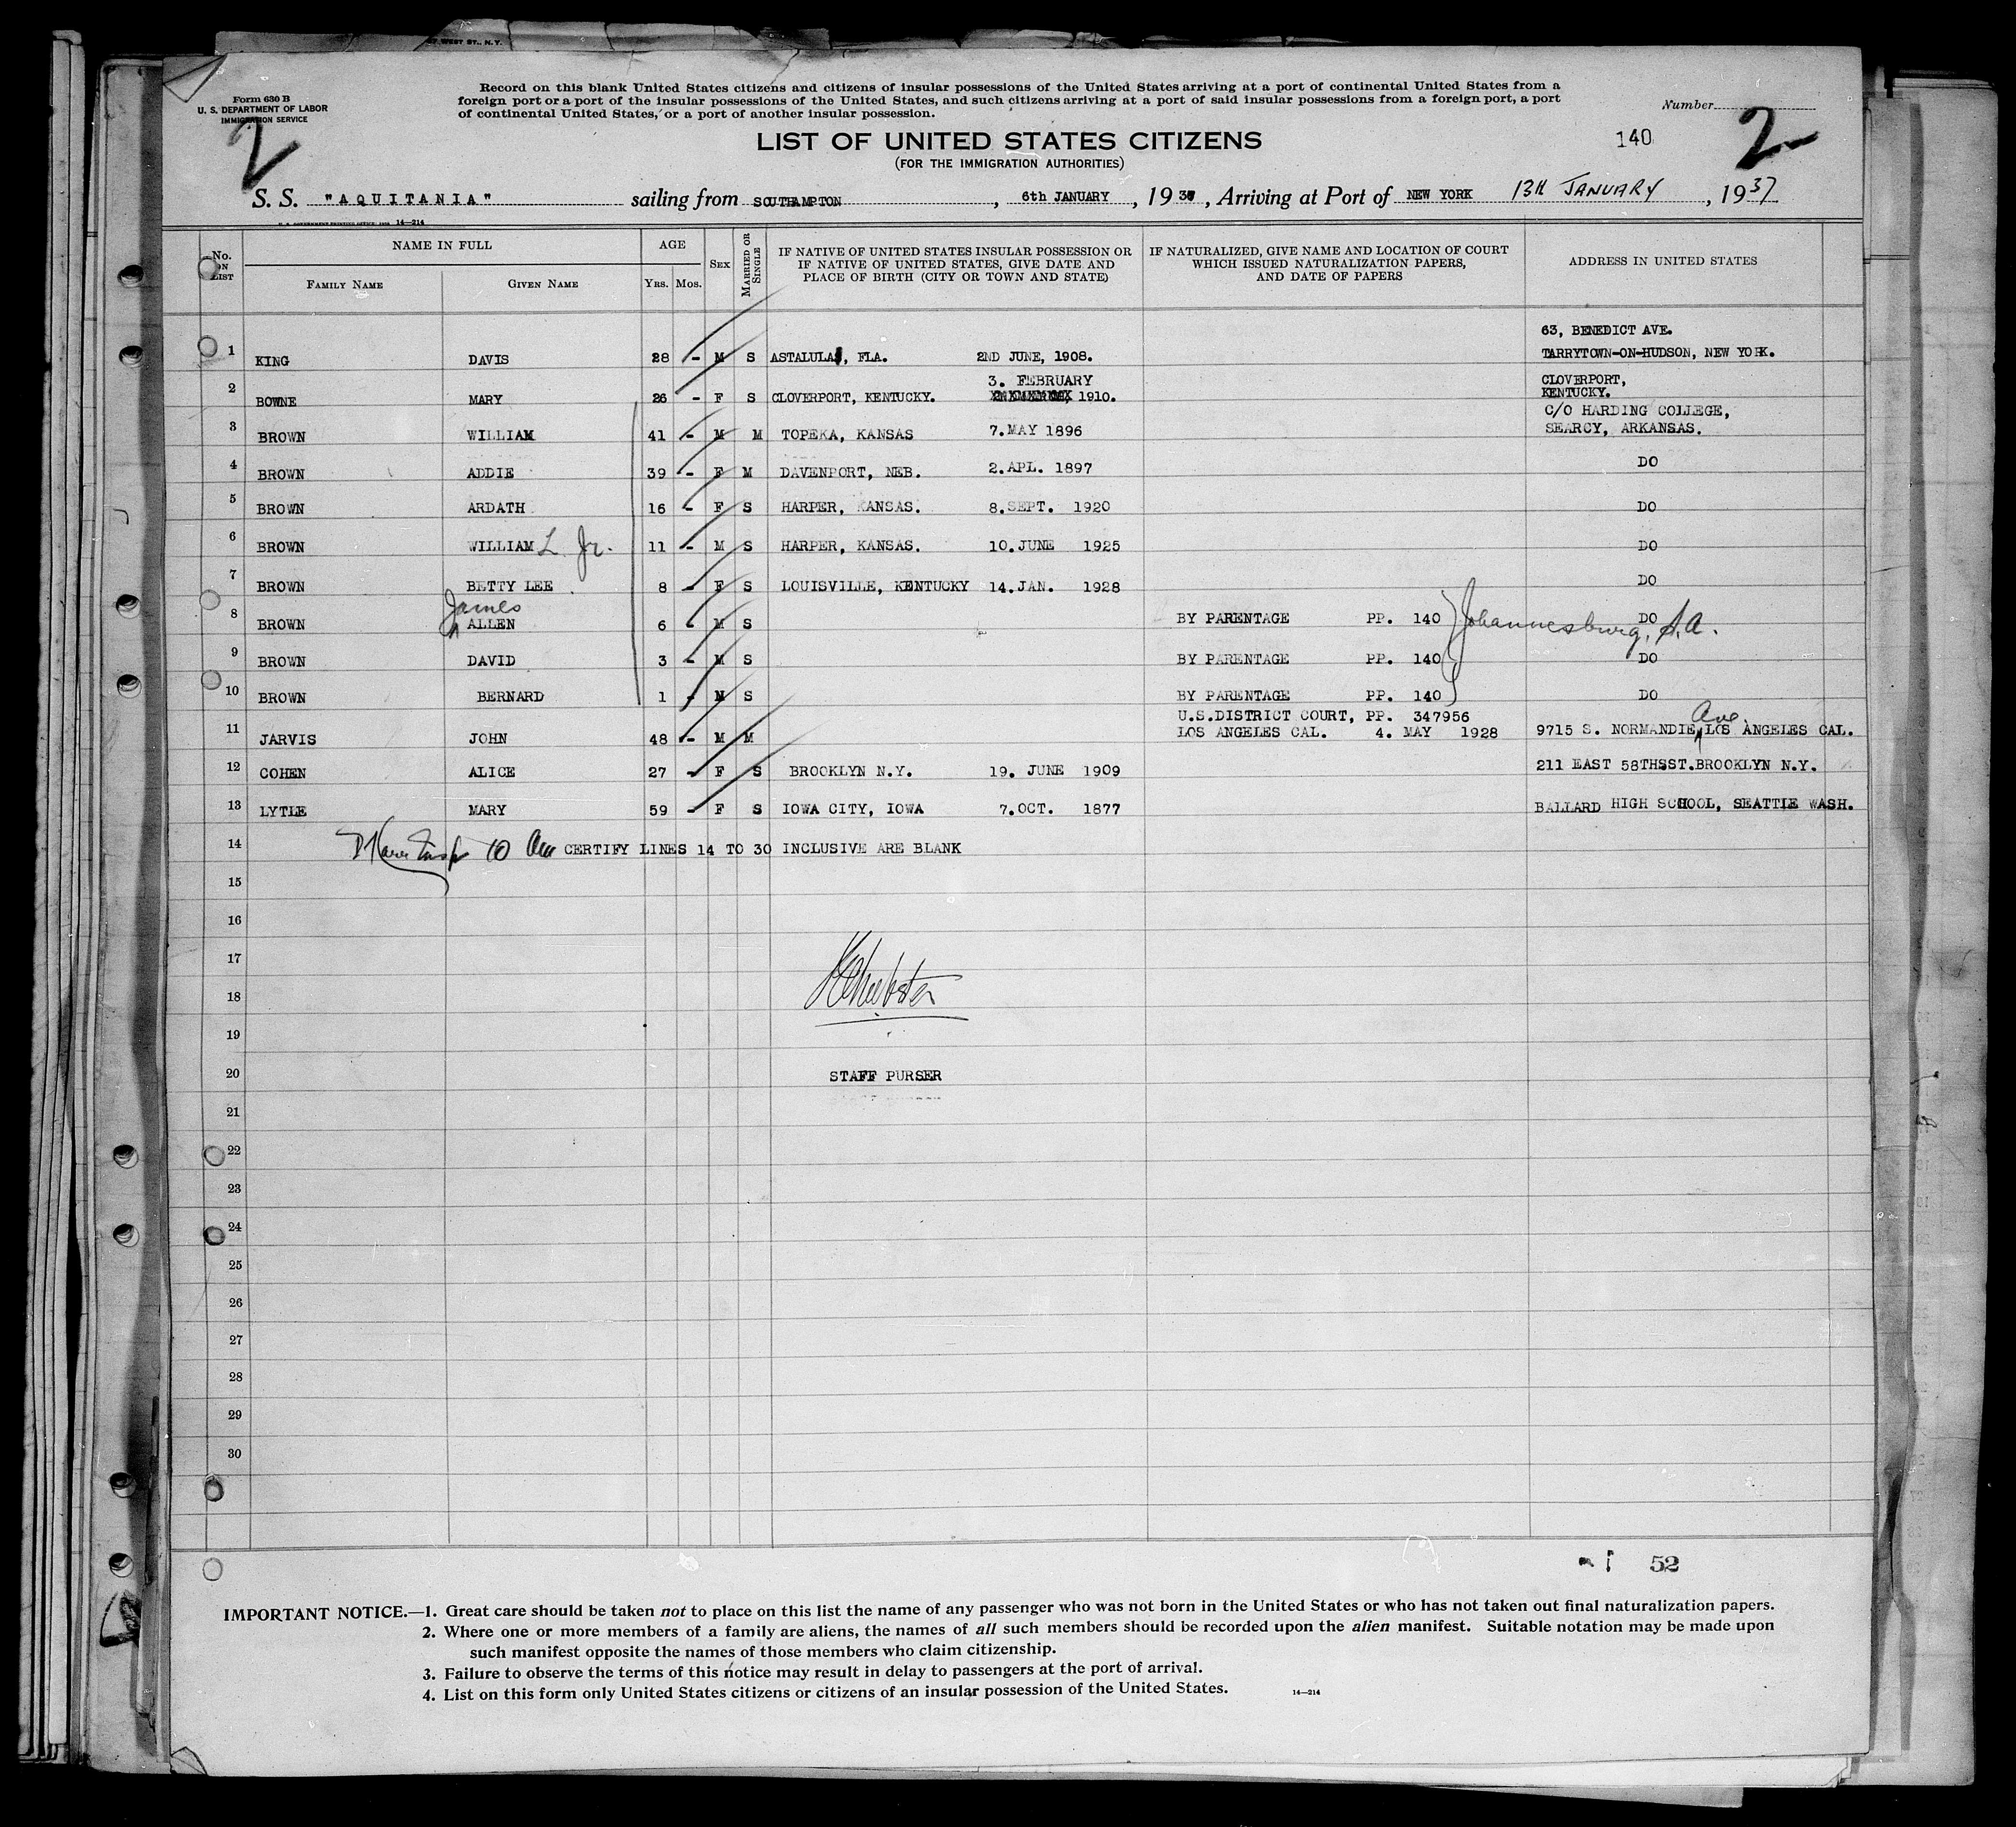 WEST ST., N.Y.
Form 630 B
U. S. DEPARTMENT OF LABOR
IMMIGRATION SERVICE
2
Record on this blank United States citizens and citizens of insular possessions of the United States arriving at a port of continental United States from a
foreign port or a port of the insular possessions of the United States, and such citizens arriving at a port of said insular possessions from a foreign port, a port
of continental United States, or a port of another insular possession.
Number
LIST OF UNITED STATES CITIZENS
(FOR THE IMMIGRATION AUTHORITIES)
140
2
S. S. "AQUITANIA" sailing from SOUTHAMPTON, 6th JANUARY, 1937, Arriving at Port of NEW YORK 13th JANUARY, 1937
14—214
No. ON LIST
NAME IN FULL
FAMILY NAME GIVEN NAME
AGE
YRS. MOS.
SEX
MARRIED OR SINGLE
IF NATIVE OF UNITED STATES INSULAR POSSESSION OR
IF NATIVE OF UNITED STATES, GIVE DATE AND
PLACE OF BIRTH (CITY OR TOWN AND STATE)
IF NATURALIZED, GIVE NAME AND LOCATION OF COURT
WHICH ISSUED NATURALIZATION PAPERS,
AND DATE OF PAPERS
ADDRESS IN UNITED STATES
63, BENEDICT AVE.
1 KING DAVIS 28 - M S ASTALULA, FLA. 2ND JUNE, 1908. TARRYTOWN-ON-HUDSON, NEW YORK.
3. FEBRUARY CLOVERPORT,
2 BOWNE MARY 26 - F S CLOVERPORT, KENTUCKY. 1910. KENTUCKY.
C/O HARDING COLLEGE,
3 BROWN WILLIAM 41 - M M TOPEKA, KANSAS 7.MAY 1896 SEARCY, ARKANSAS.
4 BROWN ADDIE 39 - F M DAVENPORT, NEB. 2.APL. 1897 DO
5 BROWN ARDATH 16 - F S HARPER, KANSAS. 8.SEPT. 1920 DO
6 BROWN WILLIAM L Jr. 11 - M S HARPER, KANSAS. 10.JUNE 1925 DO
7 BROWN BETTY LEE 8 - F S LOUISVILLE, KENTUCKY 14.JAN. 1928 DO
8 BROWN James ALLEN 6 - M S BY PARENTAGE PP. 140 DO
Johannesburg, S.A.
9 BROWN DAVID 3 - M S BY PARENTAGE PP. 140 DO
10 BROWN BERNARD 1 - M S BY PARENTAGE PP. 140 DO
U.S.DISTRICT COURT, PP. 347956
11 JARVIS JOHN 48 - M M LOS ANGELES CAL. 4. MAY 1928 9715 S. NORMANDIE Ave LOS ANGELES CAL.
12 COHEN ALICE 27 - F S BROOKLYN N.Y. 19. JUNE 1909 211 EAST 58THSST.BROOKLYN N.Y.
13 LYTLE MARY 59 - F S IOWA CITY, IOWA 7.OCT. 1877 BALLARD HIGH SCHOOL, SEATTLE WASH.
14 CERTIFY LINES 14 TO 30 INCLUSIVE ARE BLANK
15
16
17
18
19
20 STAFF PURSER
21
22
23
24
25
26
27
28
29
30
52
IMPORTANT NOTICE.—1. Great care should be taken not to place on this list the name of any passenger who was not born in the United States or who has not taken out final naturalization papers.
2. Where one or more members of a family are aliens, the names of all such members should be recorded upon the alien manifest. Suitable notation may be made upon
such manifest opposite the names of those members who claim citizenship.
3. Failure to observe the terms of this notice may result in delay to passengers at the port of arrival.
4. List on this form only United States citizens or citizens of an insular possession of the United States.
14—214